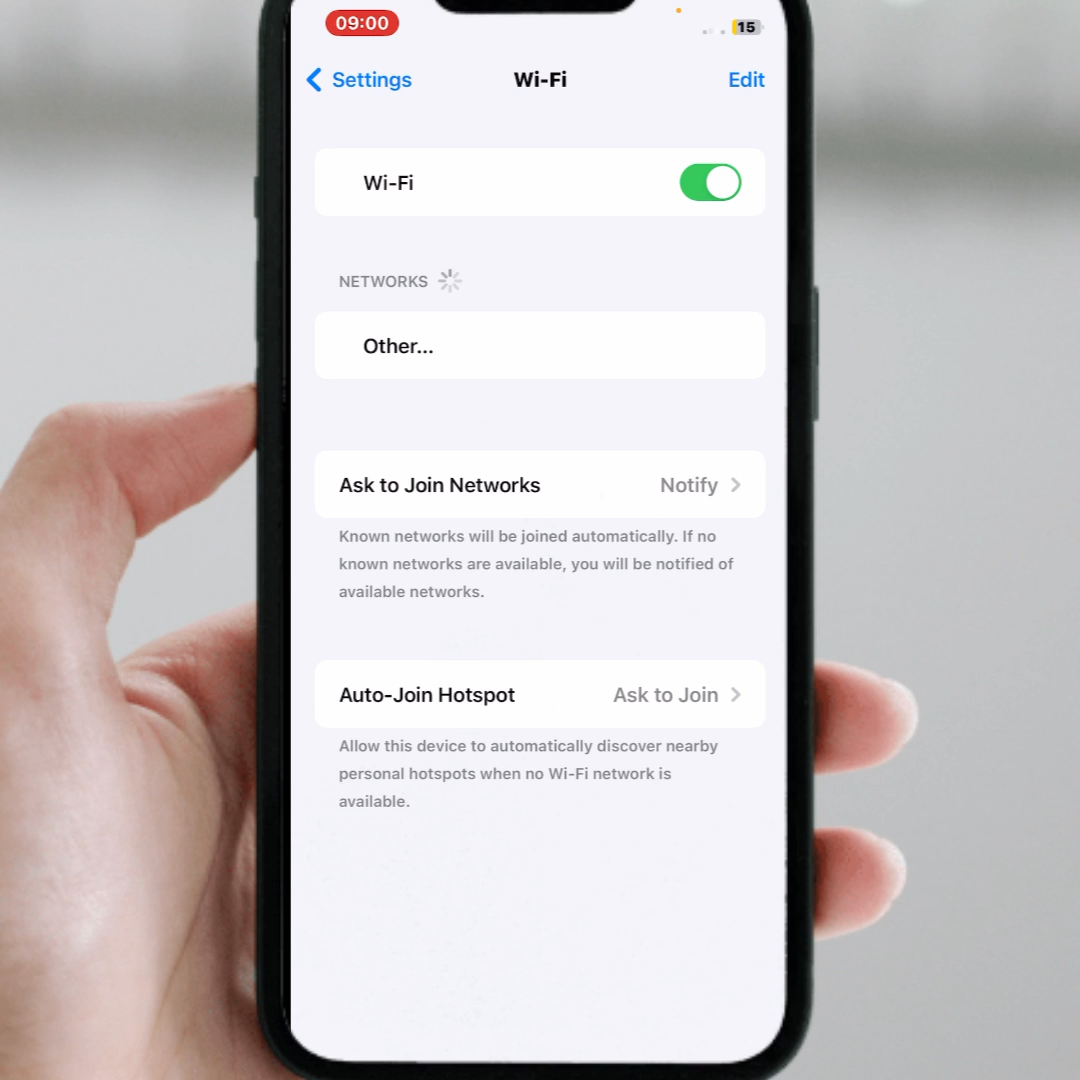 09:00
15
Settings
Wi-Fi
Edit
Wi-Fi
NETWORKS
Other...
Ask to Join Networks
Notify
Known networks will be joined automatically. If no
known networks are available, you will be notified of
available networks.
Auto-Join Hotspot
Ask to Join
Allow this device to automatically discover nearby
personal hotspots when no Wi-Fi network is
available.